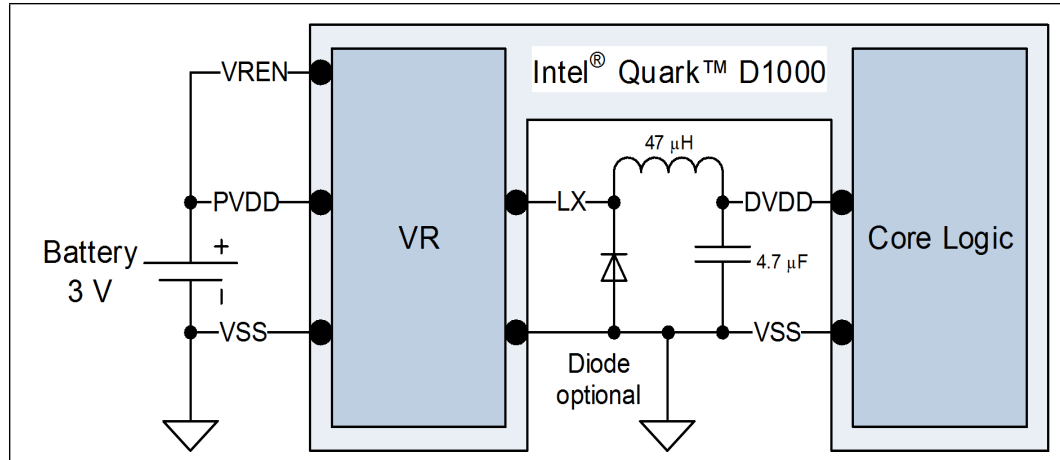 Intel® Quark™ D1000
VREN
47 µH
PVDD
LX
DVDD
VR
Core Logic
Battery
3 V
+
4.7 µF
VSS
VSS
Diode
optional